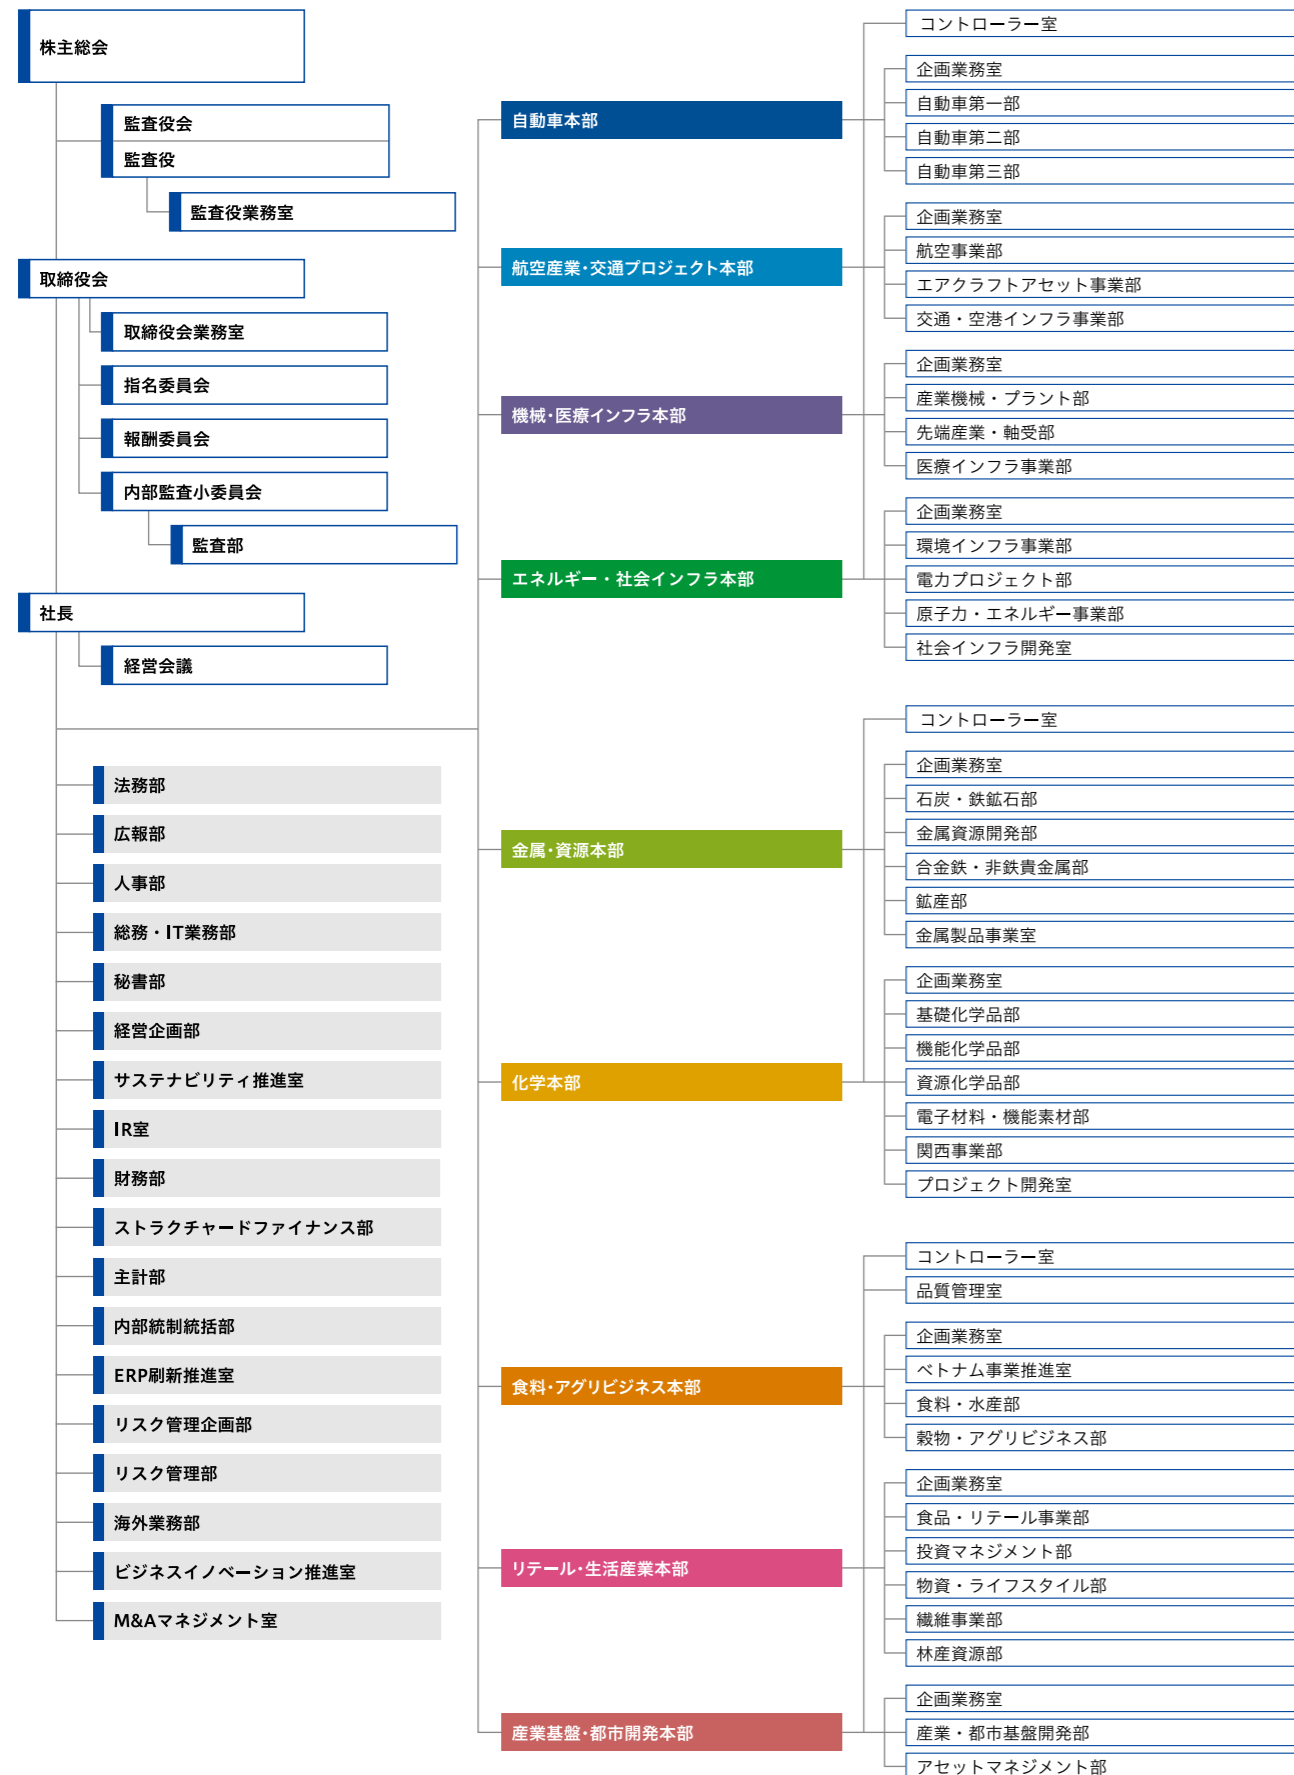 株主総会
監査役会
監査役
監査役業務室
取締役会
取締役会業務室
指名委員会
報酬委員会
内部監査小委員会
監査部
社長
経営会議
法務部
広報部
人事部
総務・IT業務部
秘書部
経営企画部
サステナビリティ推進室
IR室
財務部
ストラクチャードファイナンス部
主計部
内部統制統括部
ERP刷新推進室
リスク管理企画部
リスク管理部
海外業務部
ビジネスイノベーション推進室
M&Aマネジメント室
コントローラー室
自動車本部
企画業務室
自動車第一部
自動車第二部
自動車第三部
航空産業・交通プロジェクト本部
企画業務室
航空事業部
エアクラフトアセット事業部
交通・空港インフラ事業部
機械・医療インフラ本部
企画業務室
産業機械・プラント部
先端産業・軸受部
医療インフラ事業部
エネルギー・社会インフラ本部
企画業務室
環境インフラ事業部
電力プロジェクト部
原子力・エネルギー事業部
社会インフラ開発室
コントローラー室
金属・資源本部
企画業務室
石炭・鉄鉱石部
金属資源開発部
合金鉄・非鉄貴金属部
鉱産部
金属製品事業室
化学本部
企画業務室
基礎化学品部
機能化学品部
資源化学品部
電子材料・機能素材部
関西事業部
プロジェクト開発室
コントローラー室
品質管理室
食料・アグリビジネス本部
企画業務室
ベトナム事業推進室
食料・水産部
穀物・アグリビジネス部
リテール・生活産業本部
企画業務室
食品・リテール事業部
投資マネジメント部
物資・ライフスタイル部
繊維事業部
林産資源部
産業基盤・都市開発本部
企画業務室
産業・都市基盤開発部
アセットマネジメント部